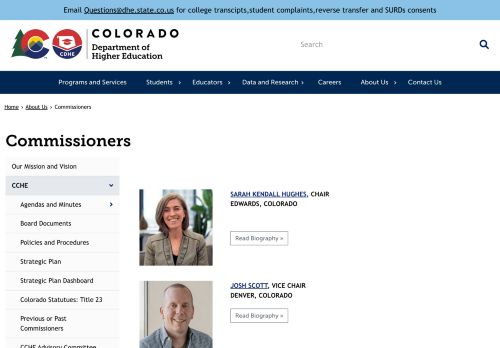 Email Questions@dhe.state.co.us for college transcipts,student complaints,reverse transfer and SURDs consents
COLORADO
Department of
Higher Education
CDHE
Search
Programs and Services Students Educators Data and Research Careers About Us Contact Us
Home > About Us > Commissioners
Commissioners
Our Mission and Vision
CCHE
Agendas and Minutes
Board Documents
Policies and Procedures
Strategic Plan
Strategic Plan Dashboard
Colorado Statutues: Title 23
Previous or Past
Commissioners
CCHE Advisory Committee
SARAH KENDALL HUGHES, CHAIR
EDWARDS, COLORADO
Read Biography »
JOSH SCOTT, VICE CHAIR
DENVER, COLORADO
Read Biography »